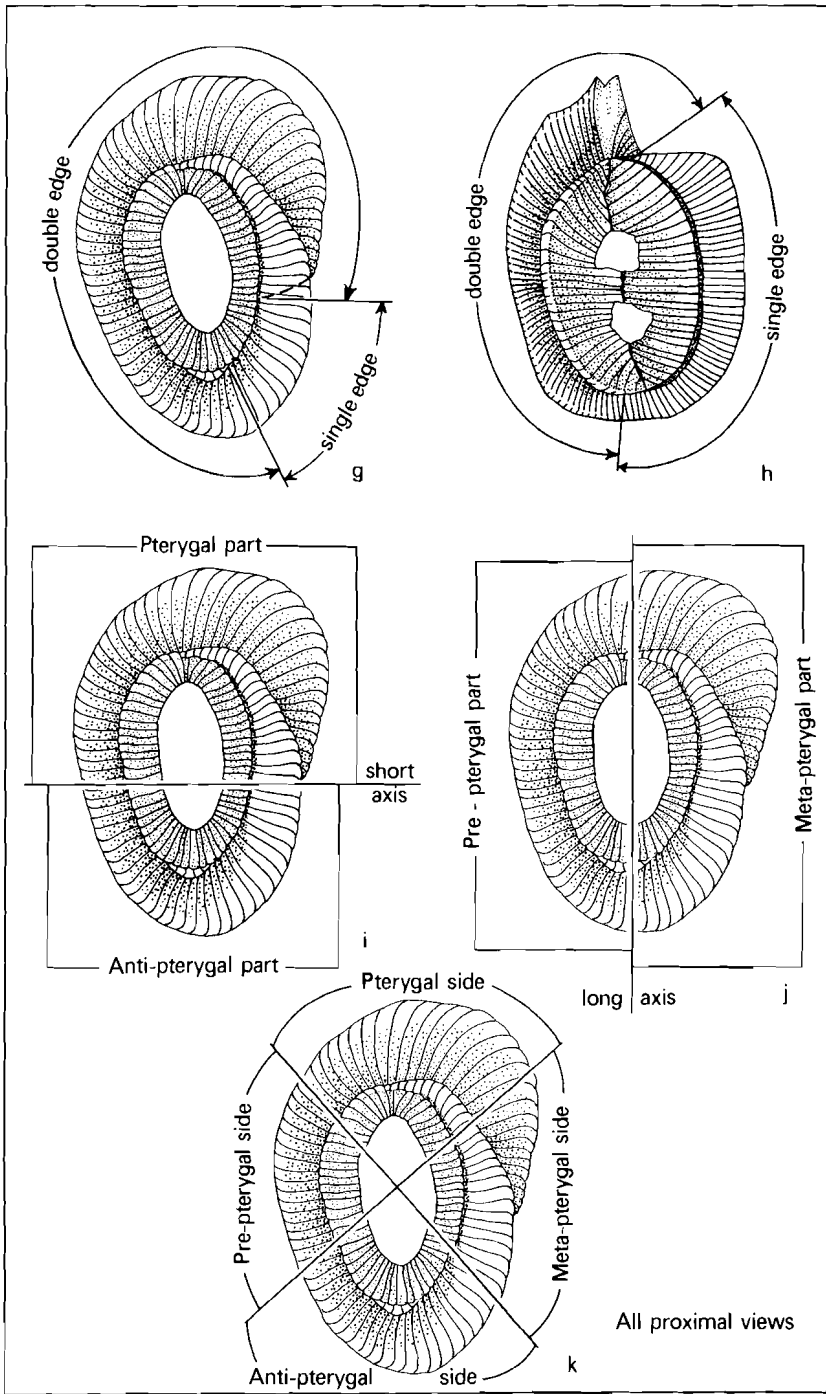 double edge
single edge
g
double edge
single edge
h
Pterygal part
short
axis
Anti-pterygal part
i
Pre - pterygal part
Meta-pterygal part
long axis
j
Pterygal side
Pre-pterygal side
Meta-pterygal side
Anti-pterygal side
k
All proximal views